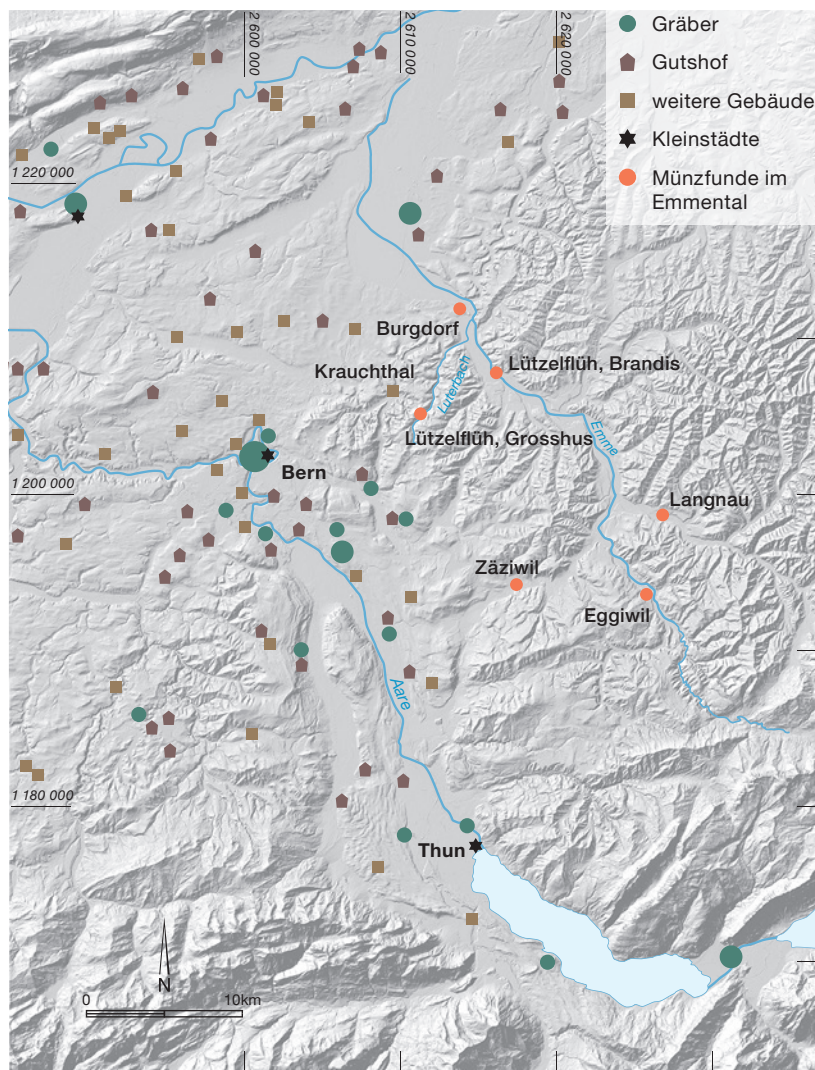 2 600 000
2 610 000
2 620 000
Gräber
Gutshof
weitere Gebäude
Kleinstädte
Münzfunde im
Emmental
1 220 000
Burgdorf
Krauchthal
Luterbach
Lützelflüh, Brandis
Lützelflüh, Grosshus
Emme
Bern
1 200 000
Langnau
Zäziwil
Eggiwil
Aare
1 180 000
Thun
N
0
10km